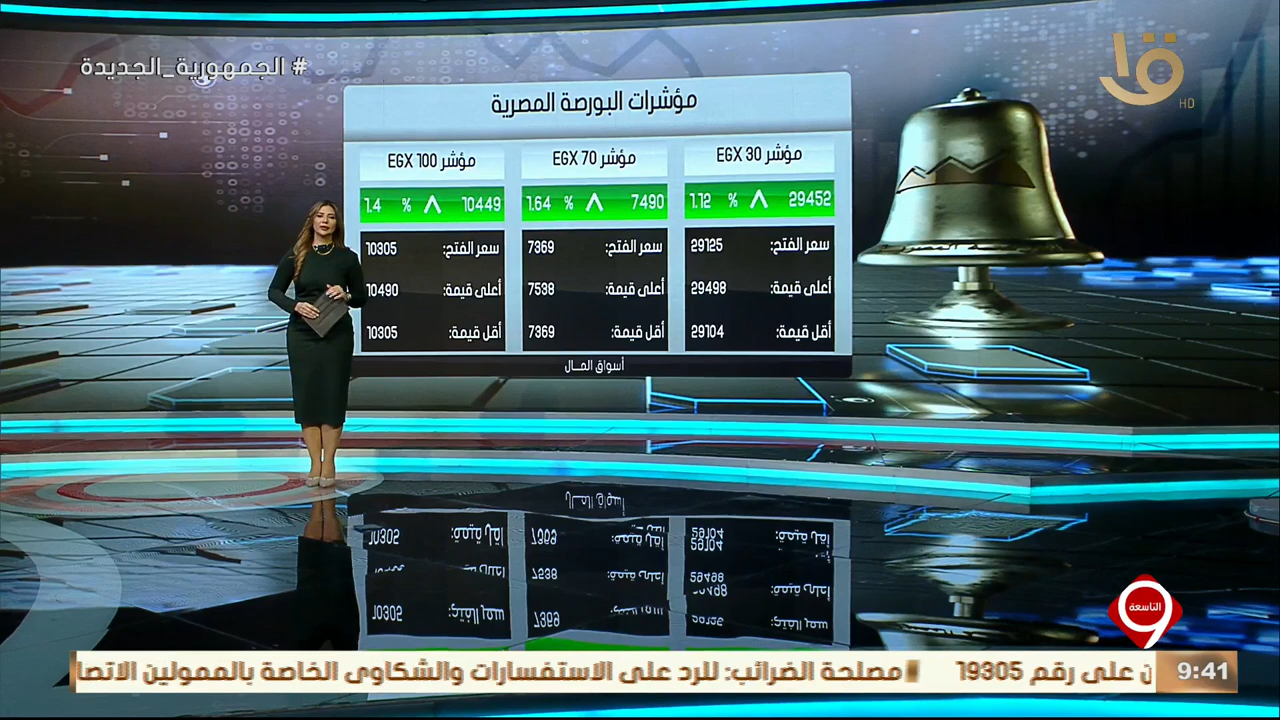 # الجمهورية_الجديدة
HD
مؤشرات البورصة المصرية
مؤشر EGX 30
29452 % 1.12
سعر الفتح: 29125
أعلى قيمة: 29498
أقل قيمة: 29104
مؤشر EGX 70
7490 % 1.64
سعر الفتح: 7369
أعلى قيمة: 7538
أقل قيمة: 7369
مؤشر EGX 100
10449 % 1.4
سعر الفتح: 10305
أعلى قيمة: 10490
أقل قيمة: 10305
أسواق المــال
التاسعة
9
9:41
ن على رقم 19305 مصلحة الضرائب: للرد على الاستفسارات والشكاوى الخاصة بالممولين الاتصا